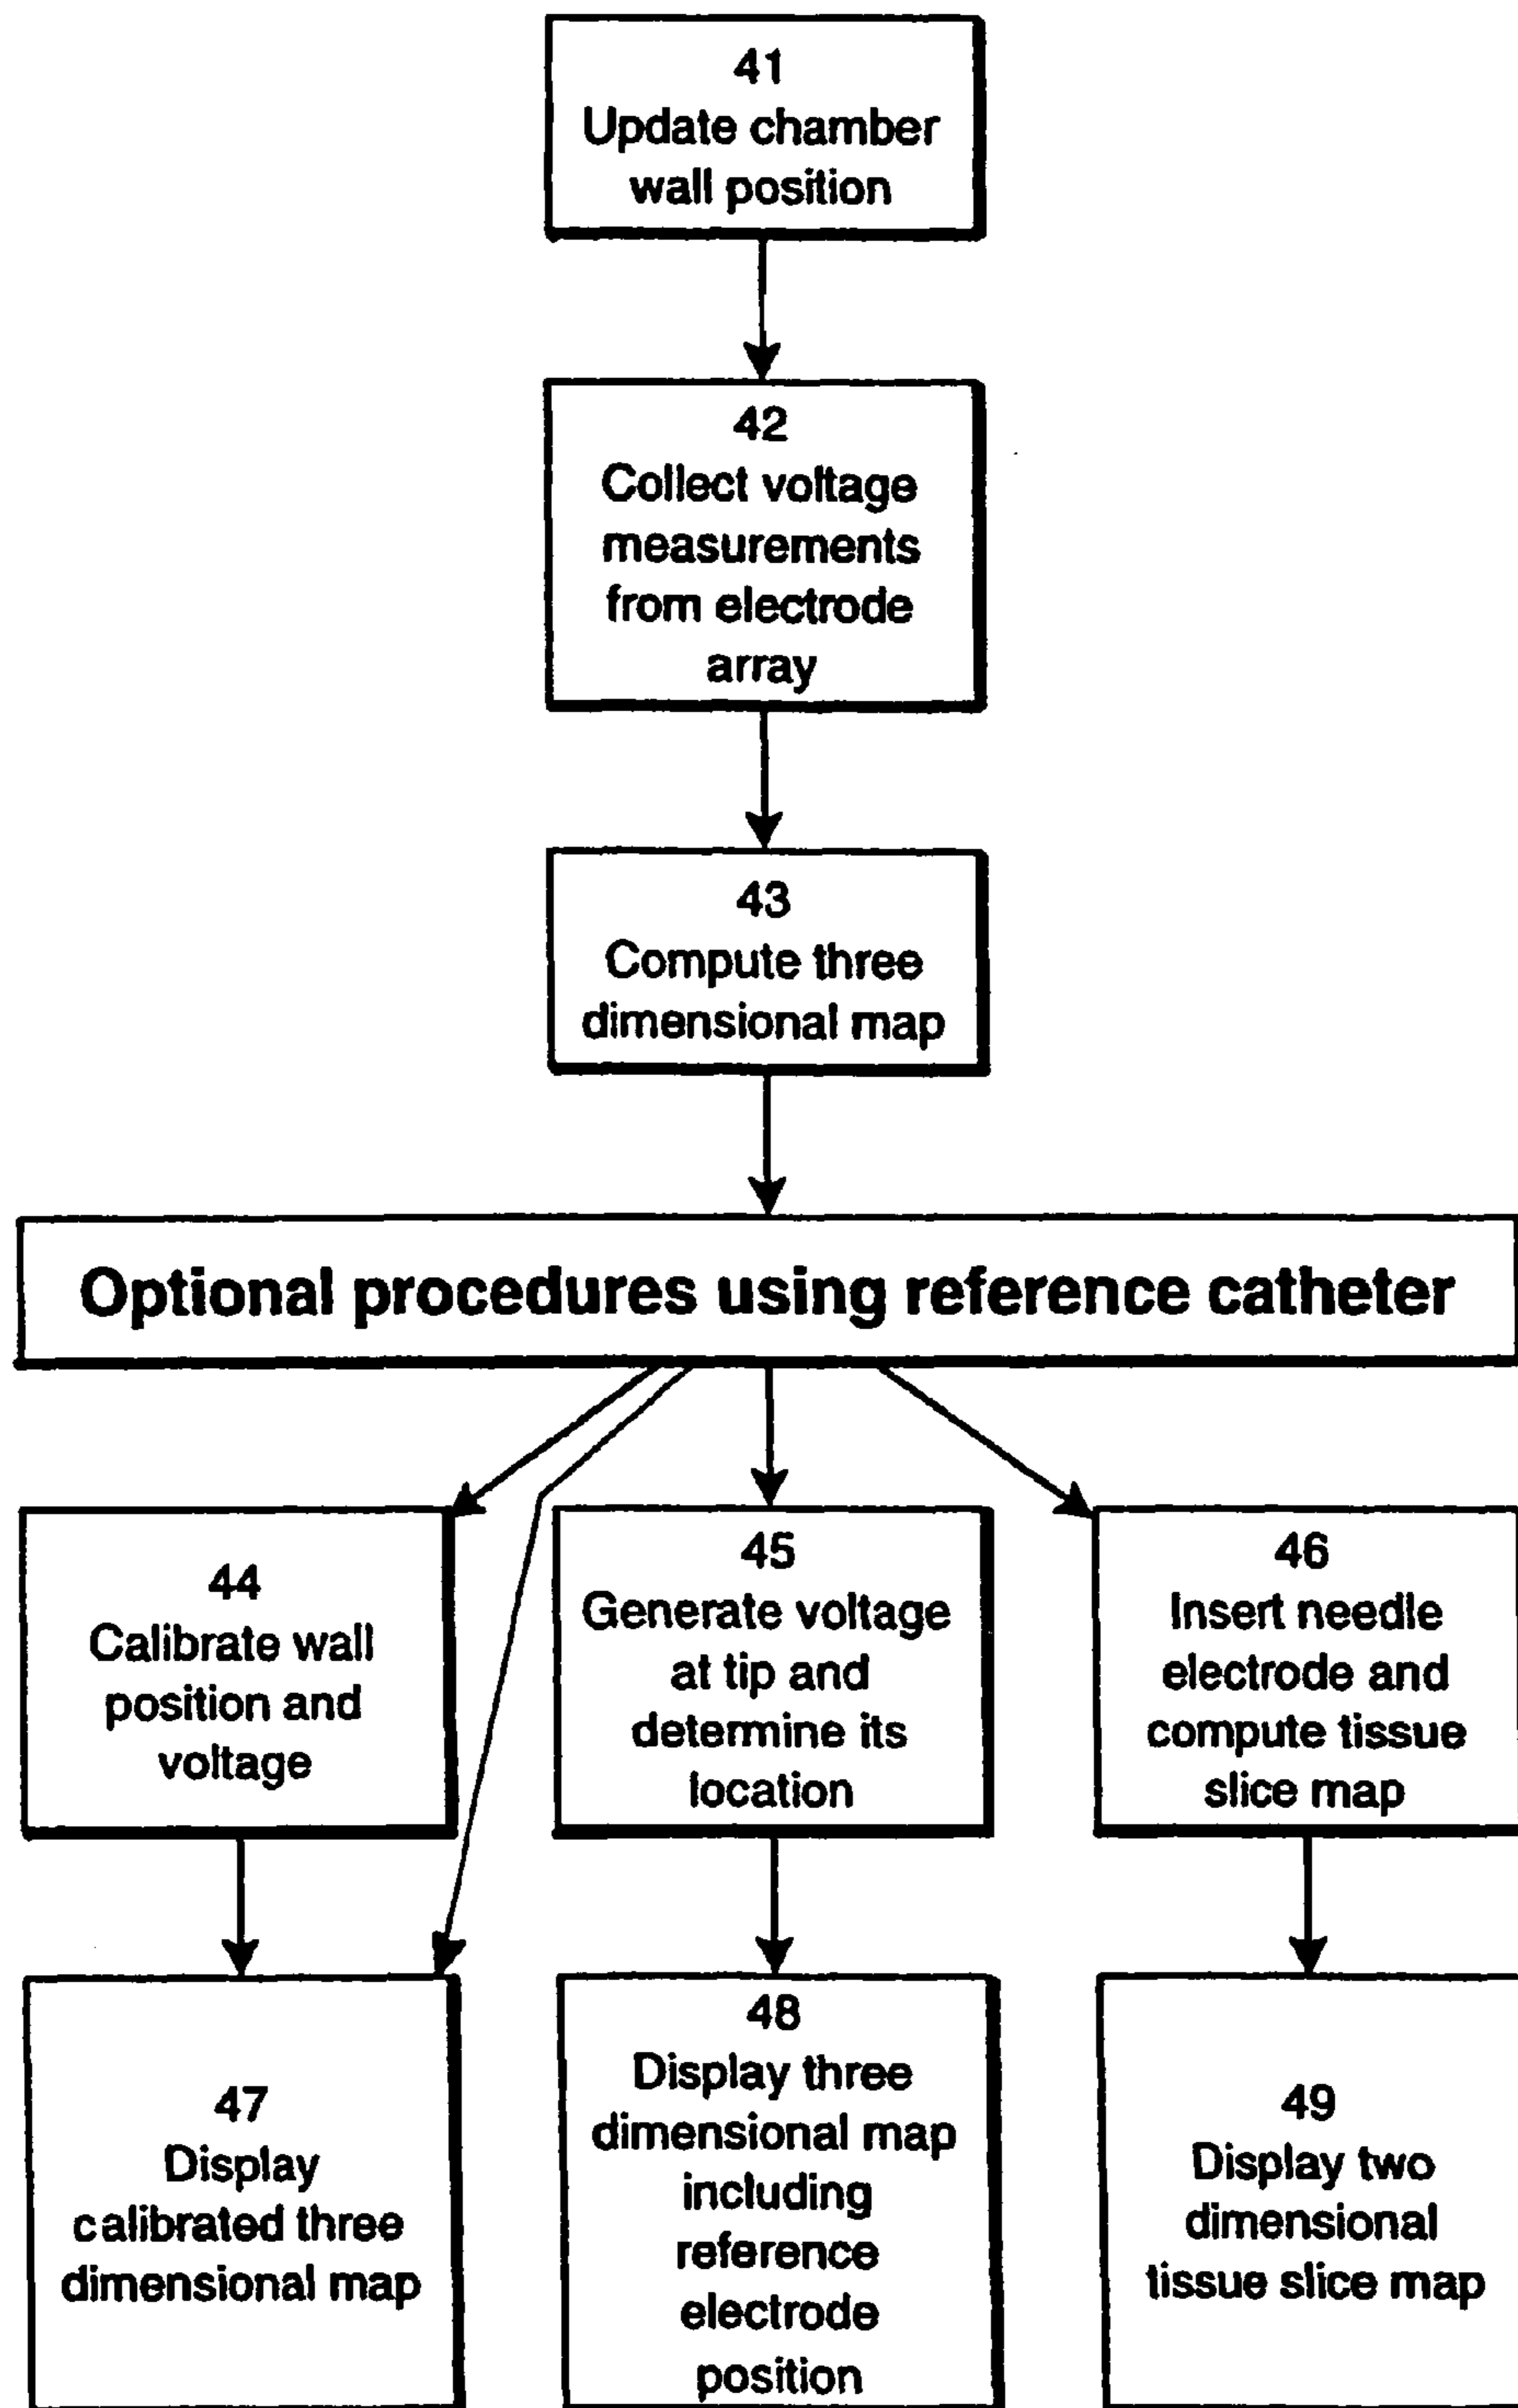 41
Update chamber
wall position
42
Collect voltage
measurements
from electrode
array
43
Compute three
dimensional map
Optional procedures using reference catheter
44
Calibrate wall
position and
voltage
45
Generate voltage
at tip and
determine its
location
46
Insert needle
electrode and
compute tissue
slice map
47
Display
calibrated three
dimensional map
48
Display three
dimensional map
including
reference
electrode
position
49
Display two
dimensional
tissue slice map